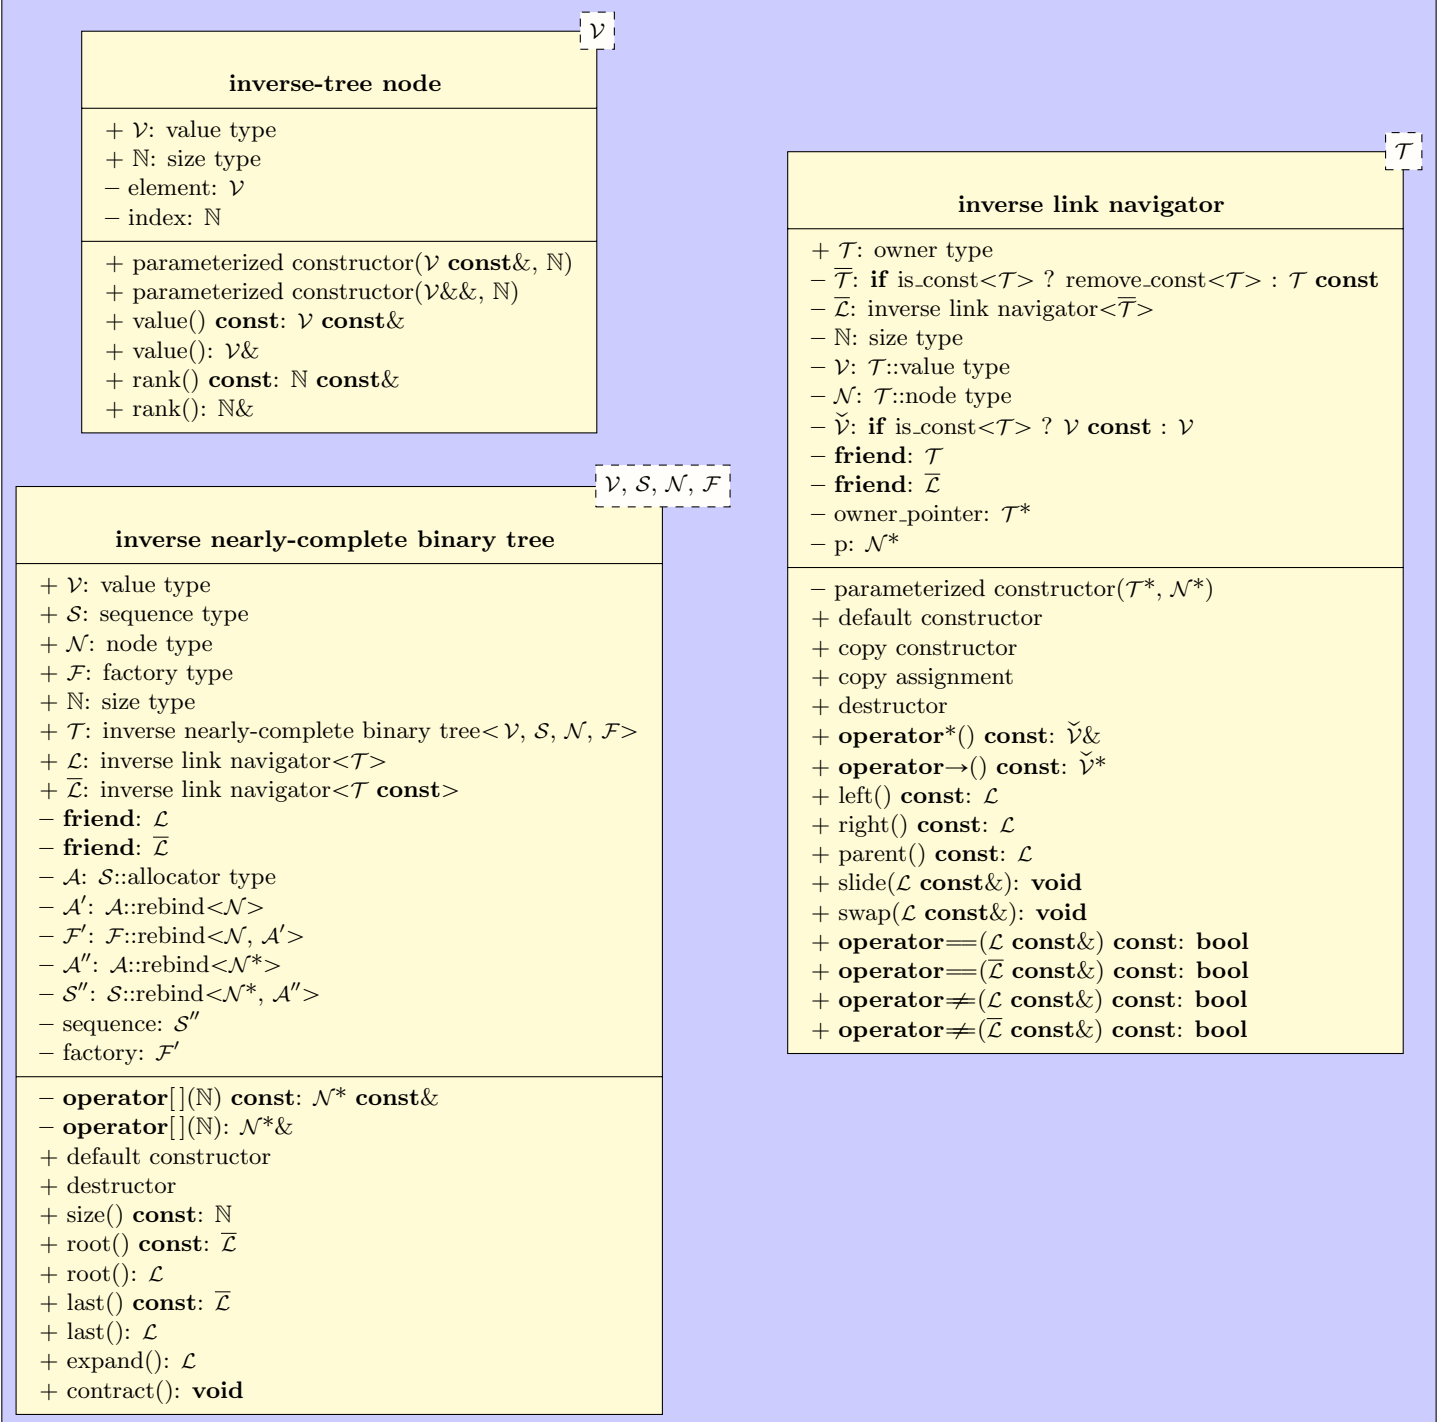 𝒱
inverse-tree node
+ 𝒱: value type
+ ℕ: size type
− element: 𝒱
− index: ℕ
+ parameterized constructor(𝒱 const&, ℕ)
+ parameterized constructor(𝒱&&, ℕ)
+ value() const: 𝒱 const&
+ value(): 𝒱&
+ rank() const: ℕ const&
+ rank(): ℕ&
𝒱, 𝒮, 𝒩, ℱ
inverse nearly-complete binary tree
+ 𝒱: value type
+ 𝒮: sequence type
+ 𝒩: node type
+ ℱ: factory type
+ ℕ: size type
+ 𝒯: inverse nearly-complete binary tree<𝒱, 𝒮, 𝒩, ℱ>
+ ℒ: inverse link navigator<𝒯>
+ ℒ̅: inverse link navigator<𝒯 const>
− friend: ℒ
− friend: ℒ̅
− 𝒜: 𝒮::allocator type
− 𝒜′: 𝒜::rebind<𝒩>
− ℱ′: ℱ::rebind<𝒩, 𝒜′>
− 𝒜″: 𝒜::rebind<𝒩*>
− 𝒮″: 𝒮::rebind<𝒩*, 𝒜″>
− sequence: 𝒮″
− factory: ℱ′
− operator[](ℕ) const: 𝒩* const&
− operator[](ℕ): 𝒩*&
+ default constructor
+ destructor
+ size() const: ℕ
+ root() const: ℒ̅
+ root(): ℒ
+ last() const: ℒ̅
+ last(): ℒ
+ expand(): ℒ
+ contract(): void
𝒯
inverse link navigator
+ 𝒯: owner type
− 𝒯̅: if is_const<𝒯> ? remove_const<𝒯> : 𝒯 const
− ℒ̅: inverse link navigator<𝒯̅>
− ℕ: size type
− 𝒱: 𝒯::value type
− 𝒩: 𝒯::node type
− 𝒱̆: if is_const<𝒯> ? 𝒱 const : 𝒱
− friend: 𝒯
− friend: ℒ̅
− owner_pointer: 𝒯*
− p: 𝒩*
− parameterized constructor(𝒯*, 𝒩*)
+ default constructor
+ copy constructor
+ copy assignment
+ destructor
+ operator*() const: 𝒱̆&
+ operator→() const: 𝒱̆*
+ left() const: ℒ
+ right() const: ℒ
+ parent() const: ℒ
+ slide(ℒ const&): void
+ swap(ℒ const&): void
+ operator==(ℒ const&) const: bool
+ operator==(ℒ̅ const&) const: bool
+ operator≠(ℒ const&) const: bool
+ operator≠(ℒ̅ const&) const: bool